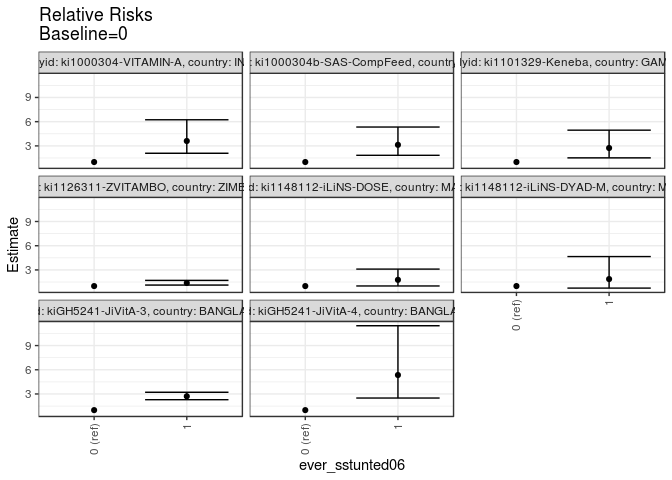 Relative Risks
Baseline=0
yid: ki1000304-VITAMIN-A, country: IN
: ki1000304b-SAS-CompFeed, country
yid: ki1101329-Keneba, country: GAM
9
6
3
: ki1126311-ZVITAMBO, country: ZIME
d: ki1148112-iLiNS-DOSE, country: MA
: ki1148112-iLiNS-DYAD-M, country: M
9
6
3
Estimate
0 (ref)
1
d: kiGH5241-JiVitA-3, country: BANGLA
d: kiGH5241-JiVitA-4, country: BANGLA
9
6
3
0 (ref)
1
0 (ref)
1
ever_sstunted06